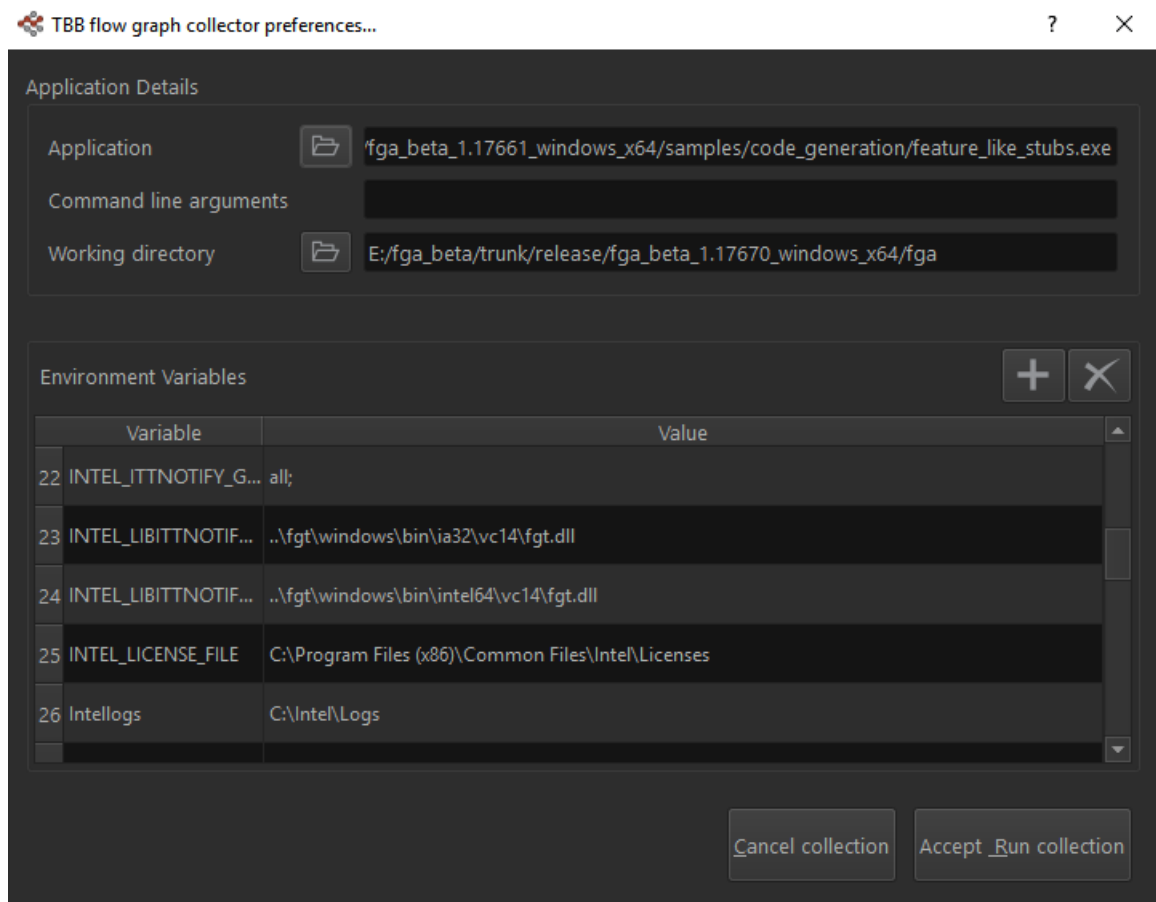 TBB flow graph collector preferences... ?
Application Details
Application /fga_beta_1.17661_windows_x64/samples/code_generation/feature_like_stubs.exe
Command line arguments
Working directory E:/fga_beta/trunk/release/fga_beta_1.17670_windows_x64/fga
Environment Variables
Variable Value
22 INTEL_ITTNOTIFY_G... all;
23 INTEL_LIBITTNOTIF... ..\fgt\windows\bin\ia32\vc14\fgt.dll
24 INTEL_LIBITTNOTIF... ..\fgt\windows\bin\intel64\vc14\fgt.dll
25 INTEL_LICENSE_FILE C:\Program Files (x86)\Common Files\Intel\Licenses
26 Intellogs C:\Intel\Logs
Cancel collection Accept _Run collection